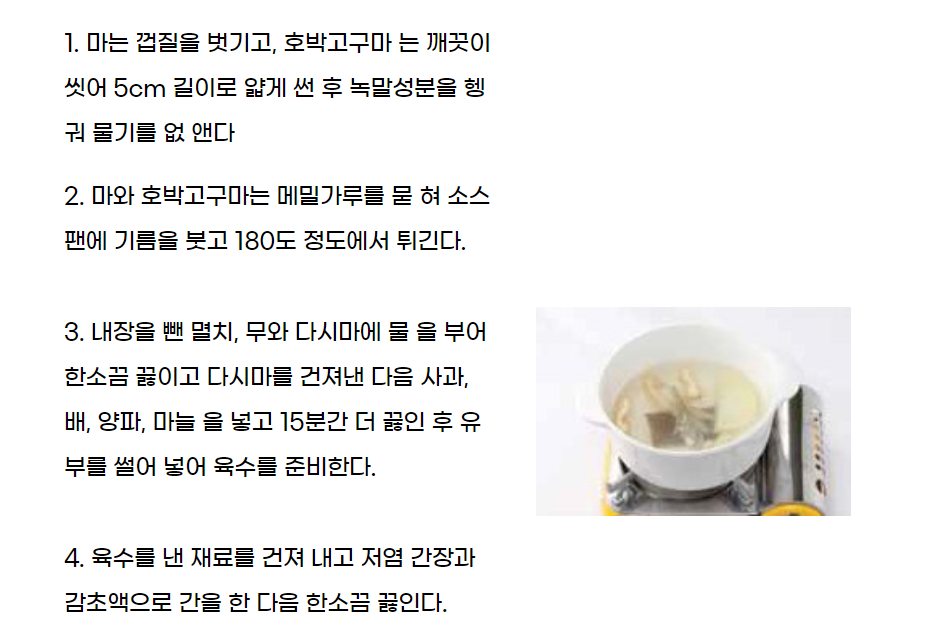 1. 마는 껍질을 벗기고, 호박고구마 는 깨끗이
씻어 5cm 길이로 얇게 썬 후 녹말성분을 헹
궈 물기를 없 앤다
2. 마와 호박고구마는 메밀가루를 묻 혀 소스
팬에 기름을 붓고 180도 정도에서 튀긴다.
3. 내장을 뺀 멸치, 무와 다시마에 물 을 부어
한소끔 끓이고 다시마를 건져낸 다음 사과,
배, 양파, 마늘 을 넣고 15분간 더 끓인 후 유
부를 썰어 넣어 육수를 준비한다.
4. 육수를 낸 재료를 건져 내고 저염 간장과
감초액으로 간을 한 다음 한소끔 끓인다.